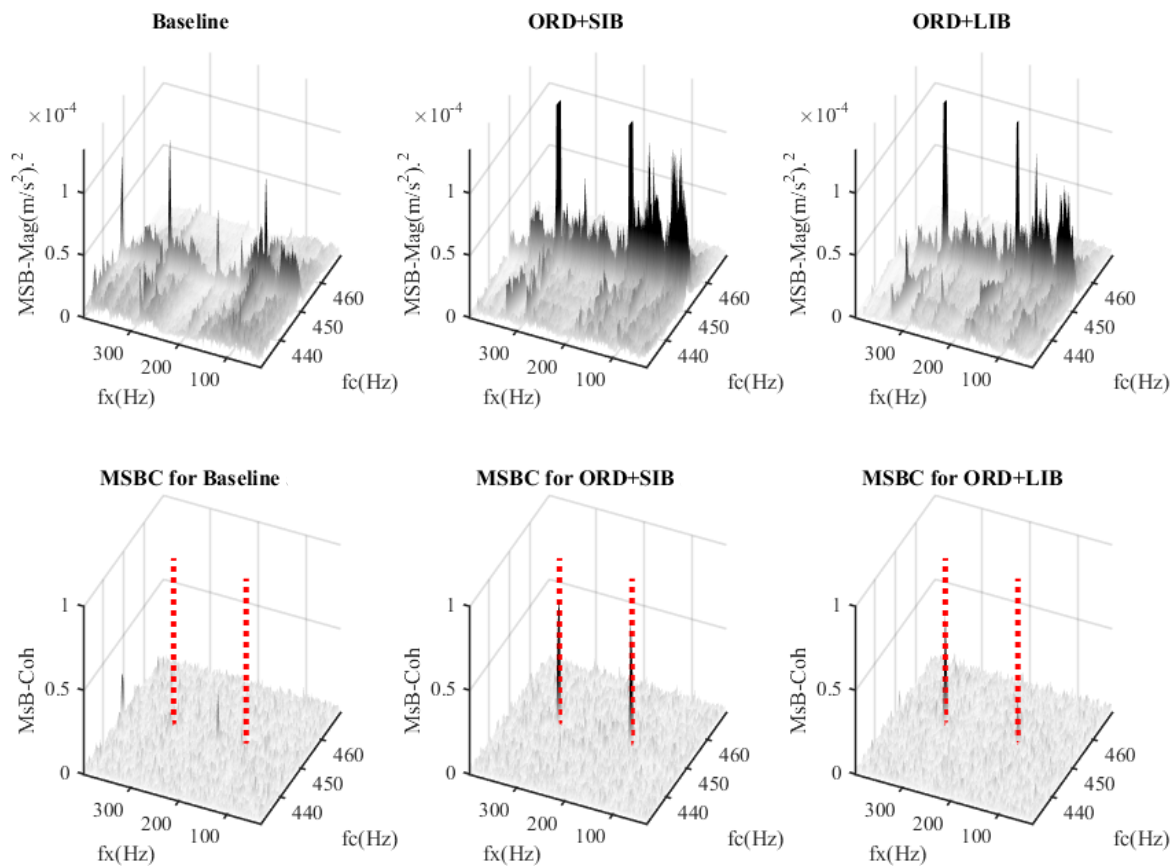 Baseline
ORD+SIB
ORD+LIB
×10⁻⁴
MSB-Mag(m/s²).²
1
0.5
0
300
200
100
fx(Hz)
440
450
460
fc(Hz)
×10⁻⁴
MSB-Mag(m/s²).²
1
0.5
0
300
200
100
fx(Hz)
440
450
460
fc(Hz)
×10⁻⁴
MSB-Mag(m/s²).²
1
0.5
0
300
200
100
fx(Hz)
440
450
460
fc(Hz)
MSBC for Baseline
MSBC for ORD+SIB
MSBC for ORD+LIB
MsB-Coh
1
0.5
0
300
200
100
fx(Hz)
440
450
460
fc(Hz)
MsB-Coh
1
0.5
0
300
200
100
fx(Hz)
440
450
460
fc(Hz)
MsB-Coh
1
0.5
0
300
200
100
fx(Hz)
440
450
460
fc(Hz)